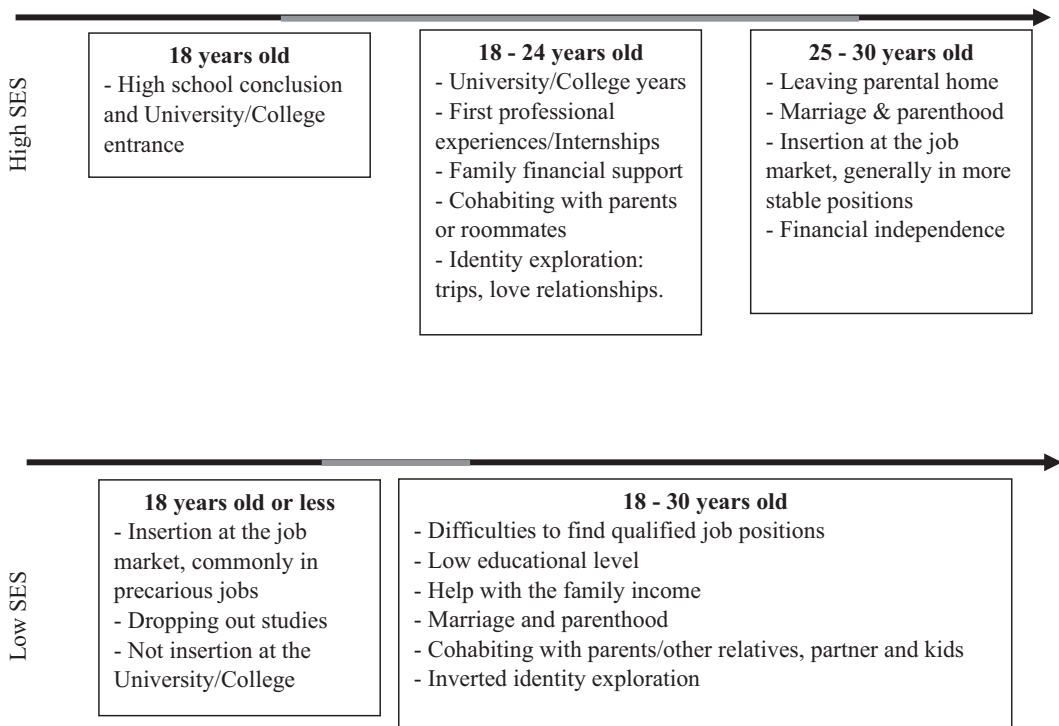 High SES
18 years old
- High school conclusion
and University/College
entrance
18 - 24 years old
- University/College years
- First professional
experiences/Internships
- Family financial support
- Cohabiting with parents
or roommates
- Identity exploration:
trips, love relationships.
25 - 30 years old
- Leaving parental home
- Marriage & parenthood
- Insertion at the job
market, generally in more
stable positions
- Financial independence
Low SES
18 years old or less
- Insertion at the job
market, commonly in
precarious jobs
- Dropping out studies
- Not insertion at the
University/College
18 - 30 years old
- Difficulties to find qualified job positions
- Low educational level
- Help with the family income
- Marriage and parenthood
- Cohabiting with parents/other relatives, partner and kids
- Inverted identity exploration